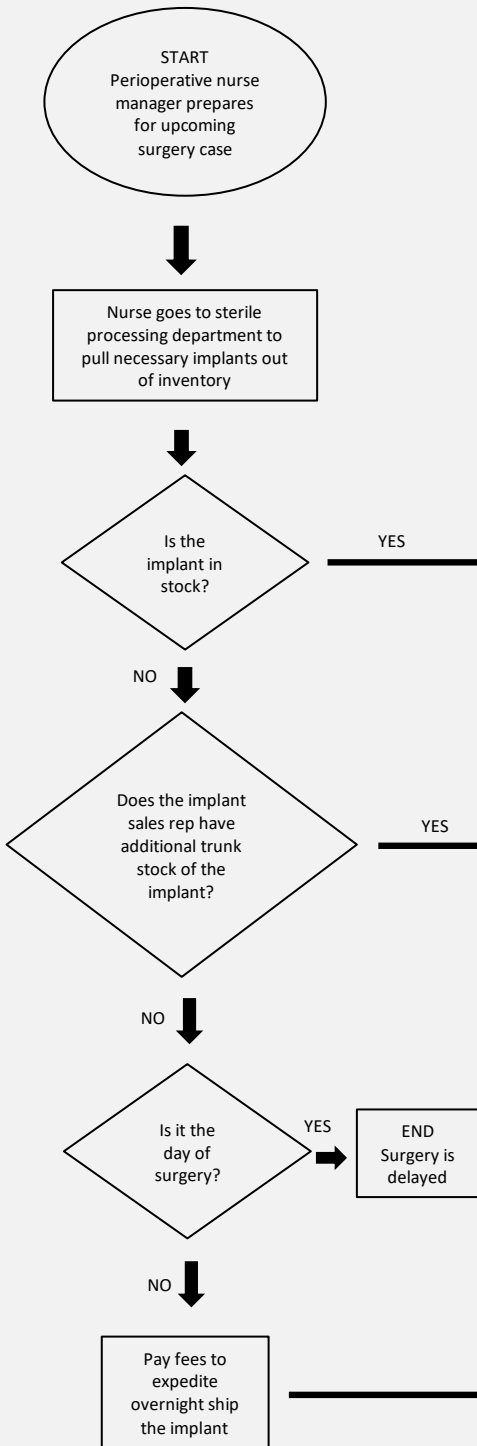 START
Perioperative nurse
manager prepares
for upcoming
surgery case
Nurse goes to sterile
processing department to
pull necessary implants out
of inventory
Is the
implant in
stock?
YES
NO
Does the implant
sales rep have
additional trunk
stock of the
implant?
YES
NO
Is it the
day of
surgery?
YES
END
Surgery is
delayed
NO
Pay fees to
expedite
overnight ship
the implant